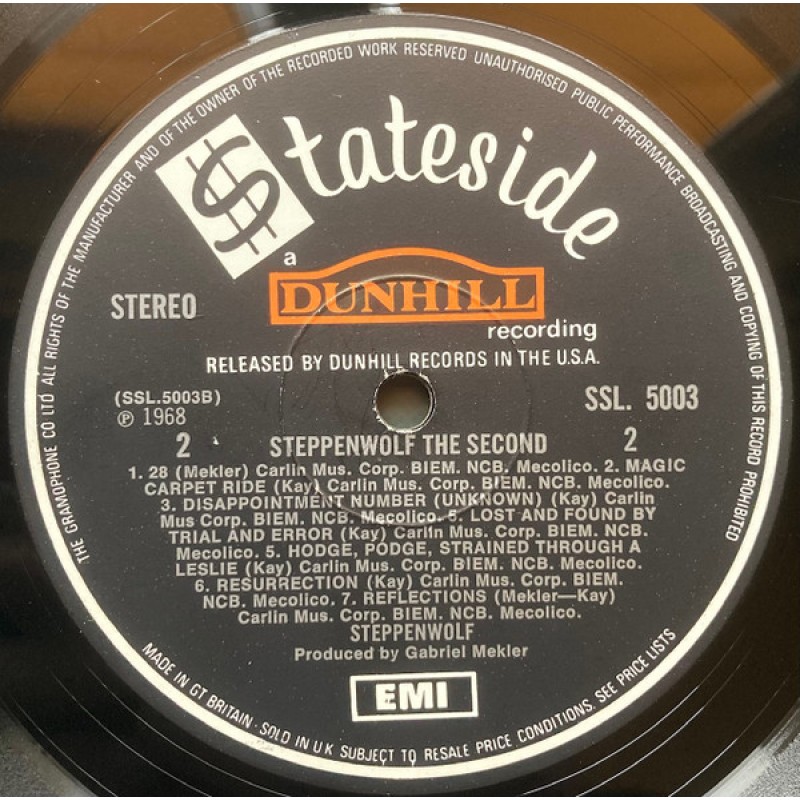 THE GRAMOPHONE CO LTD ALL RIGHTS OF THE MANUFACTURER AND OF THE OWNER OF THE RECORDED WORK RESERVED UNAUTHORISED PUBLIC PERFORMANCE BROADCASTING AND COPYING OF THIS RECORD PROHIBITED
$tateside
a
DUNHILL
recording
STEREO
RELEASED BY DUNHILL RECORDS IN THE U.S.A.
(SSL.5003B)
℗ 1968
SSL. 5003
2 STEPPENWOLF THE SECOND 2
1. 28 (Mekler) Carlin Mus. Corp. BIEM. NCB. Mecolico. 2. MAGIC
CARPET RIDE (Kay) Carlin Mus. Corp. BIEM. NCB. Mecolico.
3. DISAPPOINTMENT NUMBER (UNKNOWN) (Kay) Carlin
Mus Corp. BIEM. NCB. Mecolico. 5. LOST AND FOUND BY
TRIAL AND ERROR (Kay) Carlin Mus. Corp. BIEM. NCB.
Mecolico. 5. HODGE, PODGE, STRAINED THROUGH A
LESLIE (Kay) Carlin Mus. Corp. BIEM. NCB. Mecolico.
6. RESURRECTION (Kay) Carlin Mus. Corp. BIEM.
NCB. Mecolico. 7. REFLECTIONS (Mekler—Kay)
Carlin Mus. Corp. BIEM. NCB. Mecolico.
STEPPENWOLF
Produced by Gabriel Mekler
EMI
MADE IN GT BRITAIN · SOLD IN U K SUBJECT TO RESALE PRICE CONDITIONS. SEE PRICE LISTS